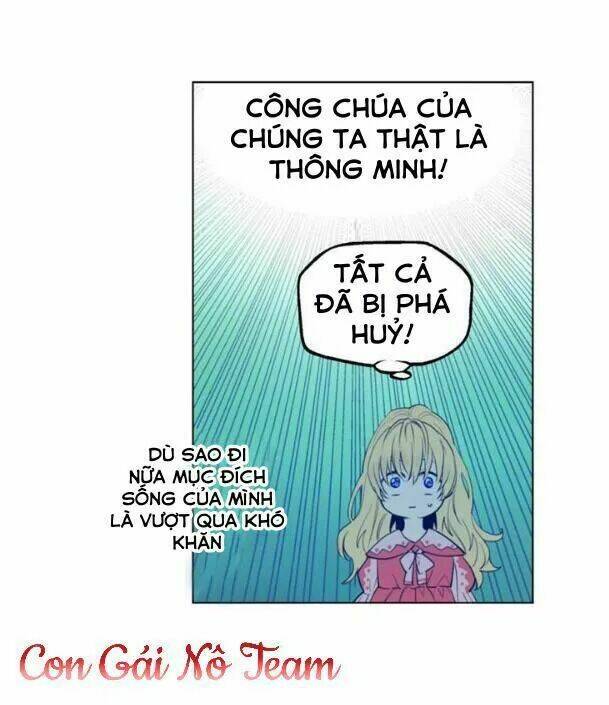 CÔNG CHÚA CỦA
CHÚNG TA THẬT LÀ
THÔNG MINH!
TẤT CẢ
ĐÃ BỊ PHÁ
HUỶ!
DÙ SAO ĐI
NỮA MỤC ĐÍCH
SỐNG CỦA MÌNH
LÀ VƯỢT QUA KHÓ
KHĂN
Con Gái Nô Team